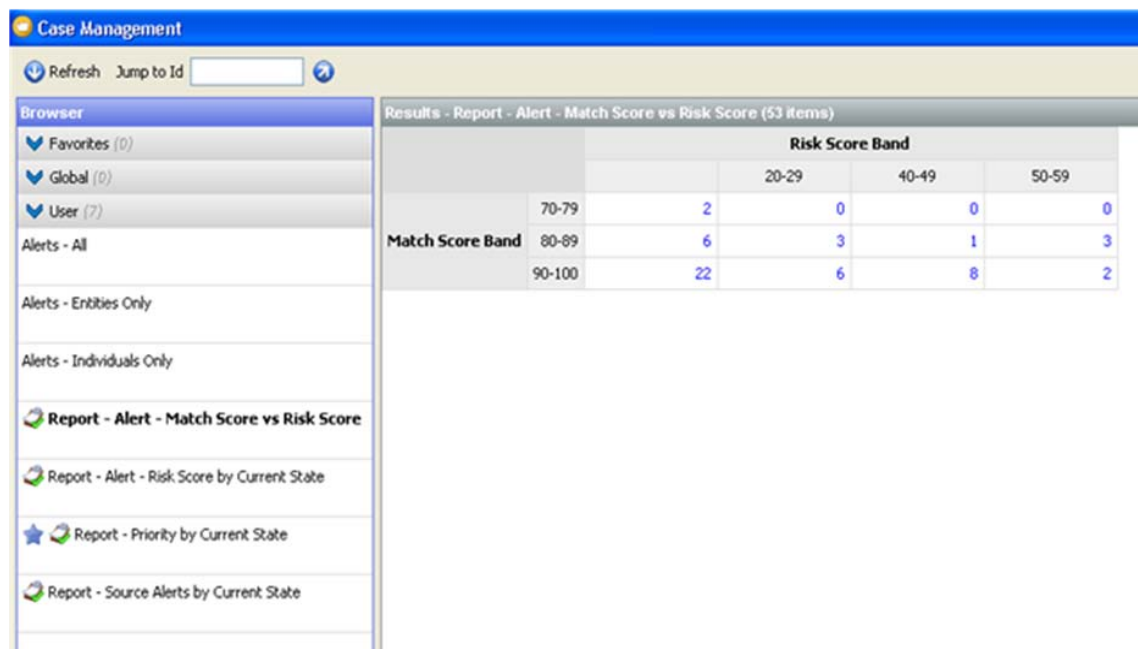 Case Management
Refresh Jump to Id
Browser
Favorites (0)
Global (0)
User (7)
Alerts - All
Alerts - Entities Only
Alerts - Individuals Only
Report - Alert - Match Score vs Risk Score
Report - Alert - Risk Score by Current State
Report - Priority by Current State
Report - Source Alerts by Current State
Results - Report - Alert - Match Score vs Risk Score (53 items)
Risk Score Band
20-29 40-49 50-59
70-79 2 0 0 0
Match Score Band 80-89 6 3 1 3
90-100 22 6 8 2